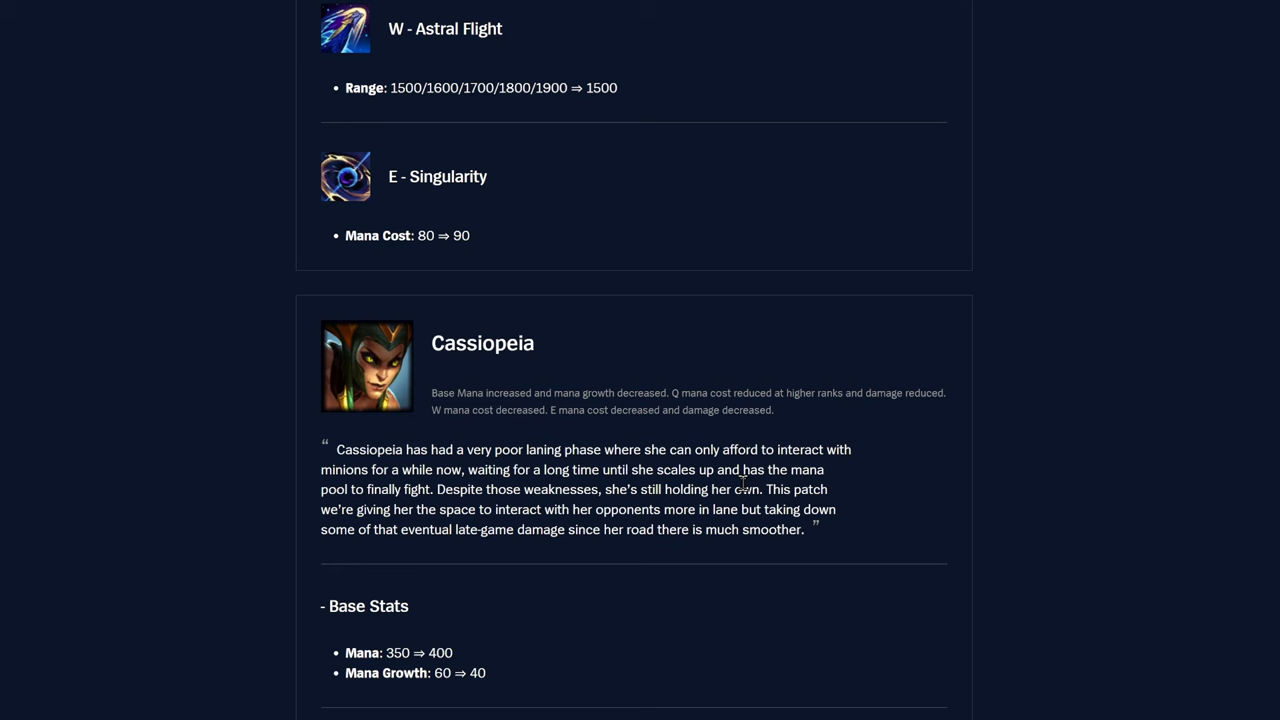 W - Astral Flight
• Range: 1500/1600/1700/1800/1900 ⇒ 1500
E - Singularity
• Mana Cost: 80 ⇒ 90
Cassiopeia
Base Mana increased and mana growth decreased. Q mana cost reduced at higher ranks and damage reduced.
W mana cost decreased. E mana cost decreased and damage decreased.
“ Cassiopeia has had a very poor laning phase where she can only afford to interact with
minions for a while now, waiting for a long time until she scales up and has the mana
pool to finally fight. Despite those weaknesses, she’s still holding her own. This patch
we’re giving her the space to interact with her opponents more in lane but taking down
some of that eventual late-game damage since her road there is much smoother. ”
- Base Stats
• Mana: 350 ⇒ 400
• Mana Growth: 60 ⇒ 40